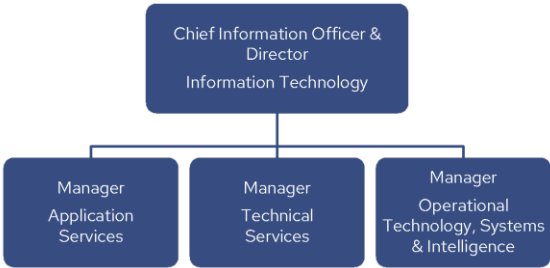 Chief Information Officer &
Director
Information Technology
Manager
Application
Services
Manager
Technical
Services
Manager
Operational
Technology, Systems
& Intelligence